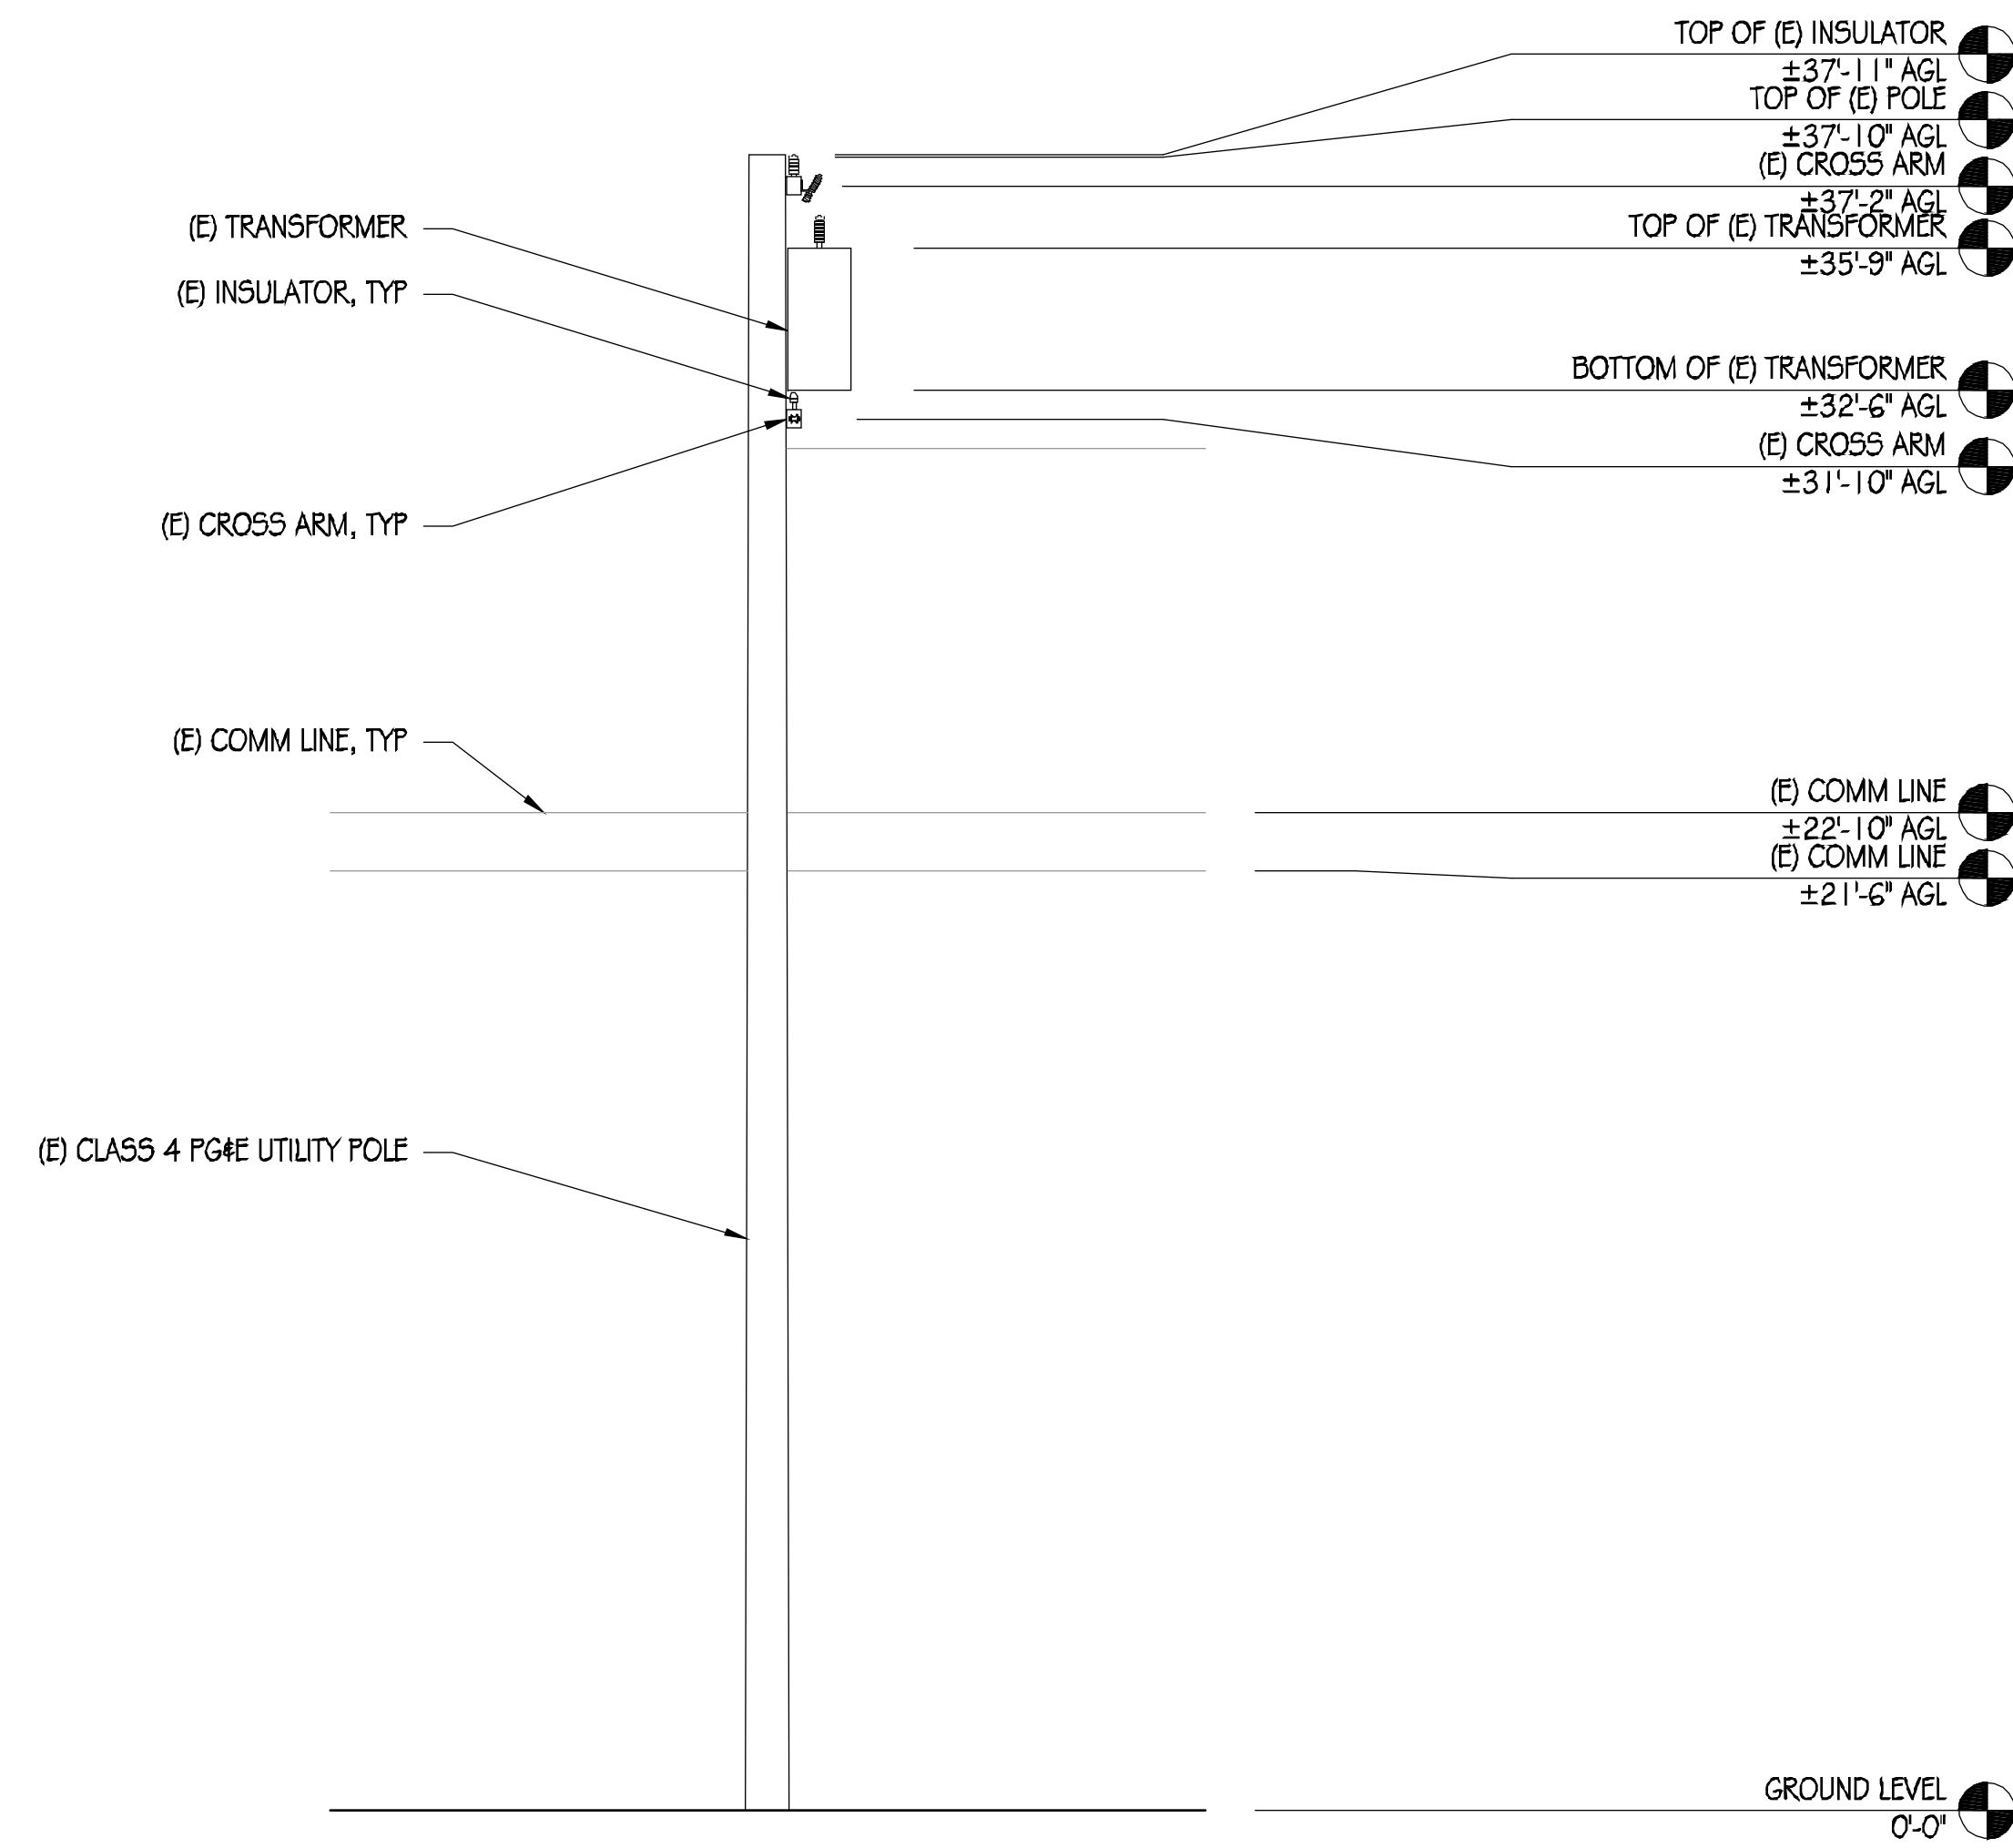 TOP OF (E) INSULATOR
±37'-11" AGL
TOP OF (E) POLE
±37'-10" AGL
(E) CROSS ARM
±37'-2" AGL
TOP OF (E) TRANSFORMER
±35'-9" AGL
BOTTOM OF (E) TRANSFORMER
±32'-6" AGL
(E) CROSS ARM
±31'-10" AGL
(E) COMM LINE
±22'-10" AGL
(E) COMM LINE
±21'-6" AGL
GROUND LEVEL
0'-0"
(E) TRANSFORMER
(E) INSULATOR, TYP
(E) CROSS ARM, TYP
(E) COMM LINE, TYP
(E) CLASS 4 PG&E UTILITY POLE